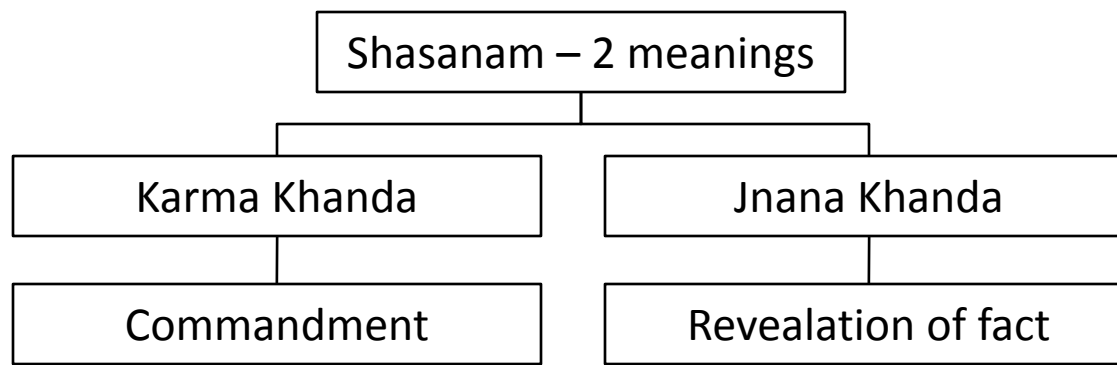 Shasanam – 2 meanings
Karma Khanda
Jnana Khanda
Commandment
Revealation of fact